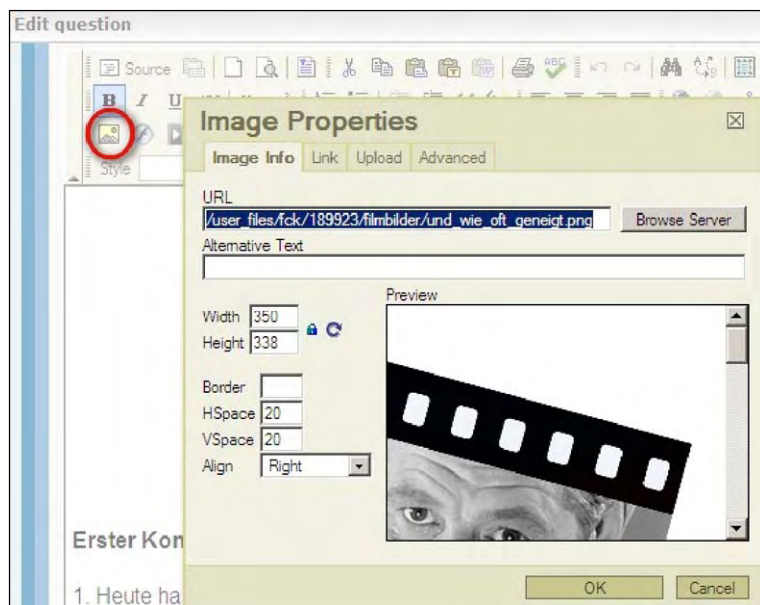 Edit question
Source
ABC
B I U
Style
Image Properties
Image Info Link Upload Advanced
URL
/user_files/fck/189923/filmbilder/und_wie_oft_geneigt.png Browse Server
Alternative Text
Width 350
Height 338
Border
HSpace 20
VSpace 20
Align Right
Preview
Erster Kon
1. Heute ha
OK Cancel